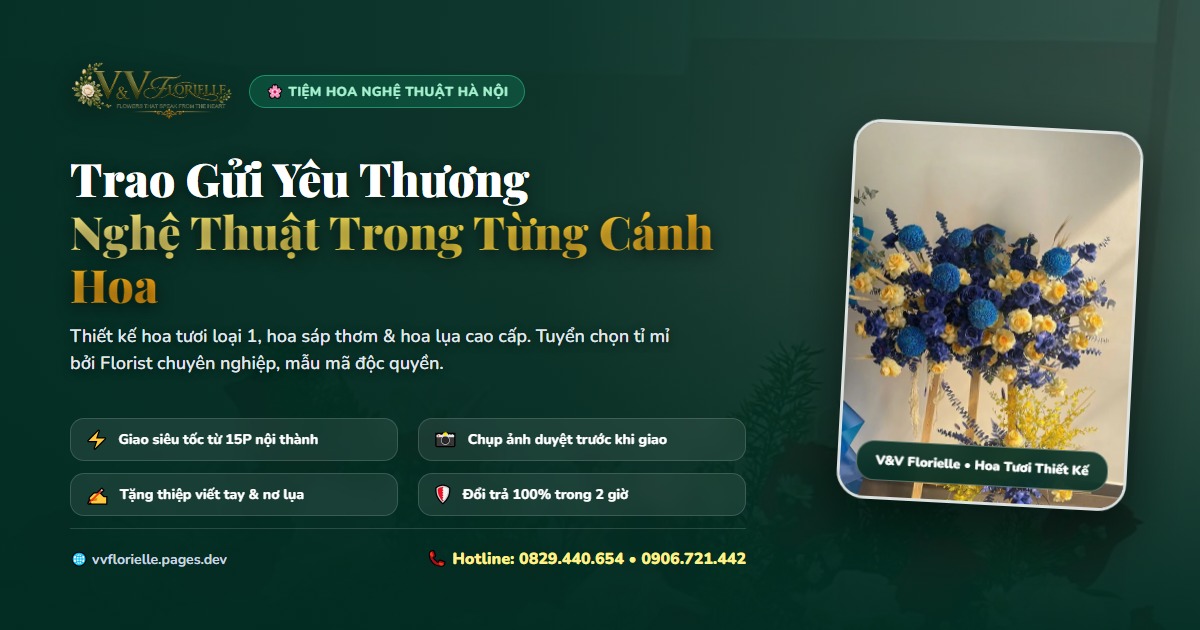 V&V FLORIELLE
FLOWERS THAT SPEAK FROM THE HEART
🌸 TIỆM HOA NGHỆ THUẬT HÀ NỘI
Trao Gửi Yêu Thương
Nghệ Thuật Trong Từng Cánh
Hoa
Thiết kế hoa tươi loại 1, hoa sáp thơm & hoa lụa cao cấp. Tuyển chọn tỉ mỉ
bởi Florist chuyên nghiệp, mẫu mã độc quyền.
⚡ Giao siêu tốc từ 15P nội thành
📸 Chụp ảnh duyệt trước khi giao
✍️ Tặng thiệp viết tay & nơ lụa
🛡️ Đổi trả 100% trong 2 giờ
🌐 vvflorielle.pages.dev
📞 Hotline: 0829.440.654 • 0906.721.442
V&V Florielle • Hoa Tươi Thiết Kế